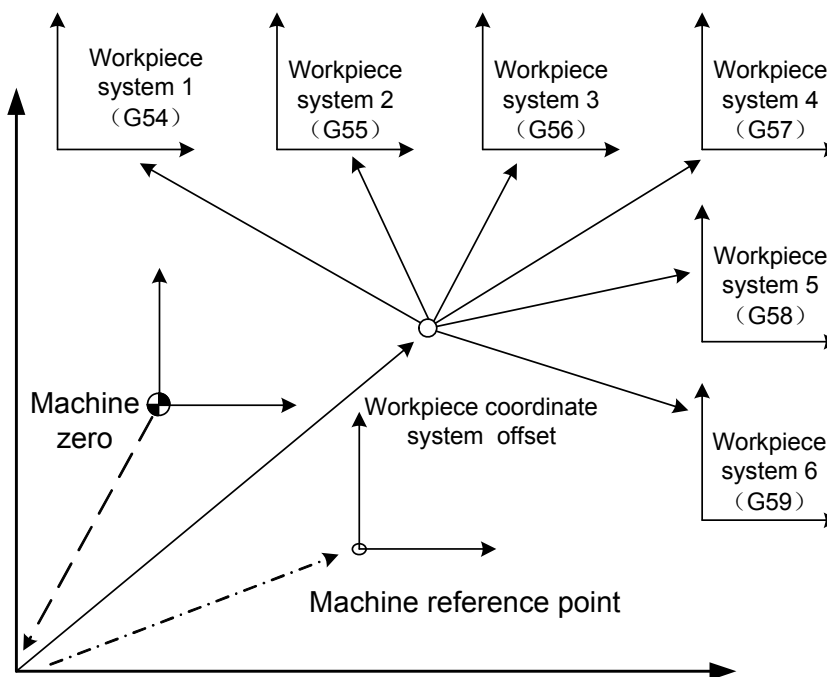 Workpiece
system 1
（G54）
Workpiece
system 2
（G55）
Workpiece
system 3
（G56）
Workpiece
system 4
（G57）
Workpiece
system 5
（G58）
Machine
zero
Workpiece coordinate
system offset
Workpiece
system 6
（G59）
Machine reference point